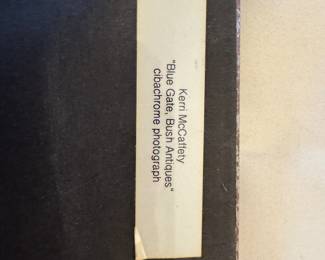 Kerri McCaffety
"Blue Gate, Bush Antiques"
cibachrome photograph